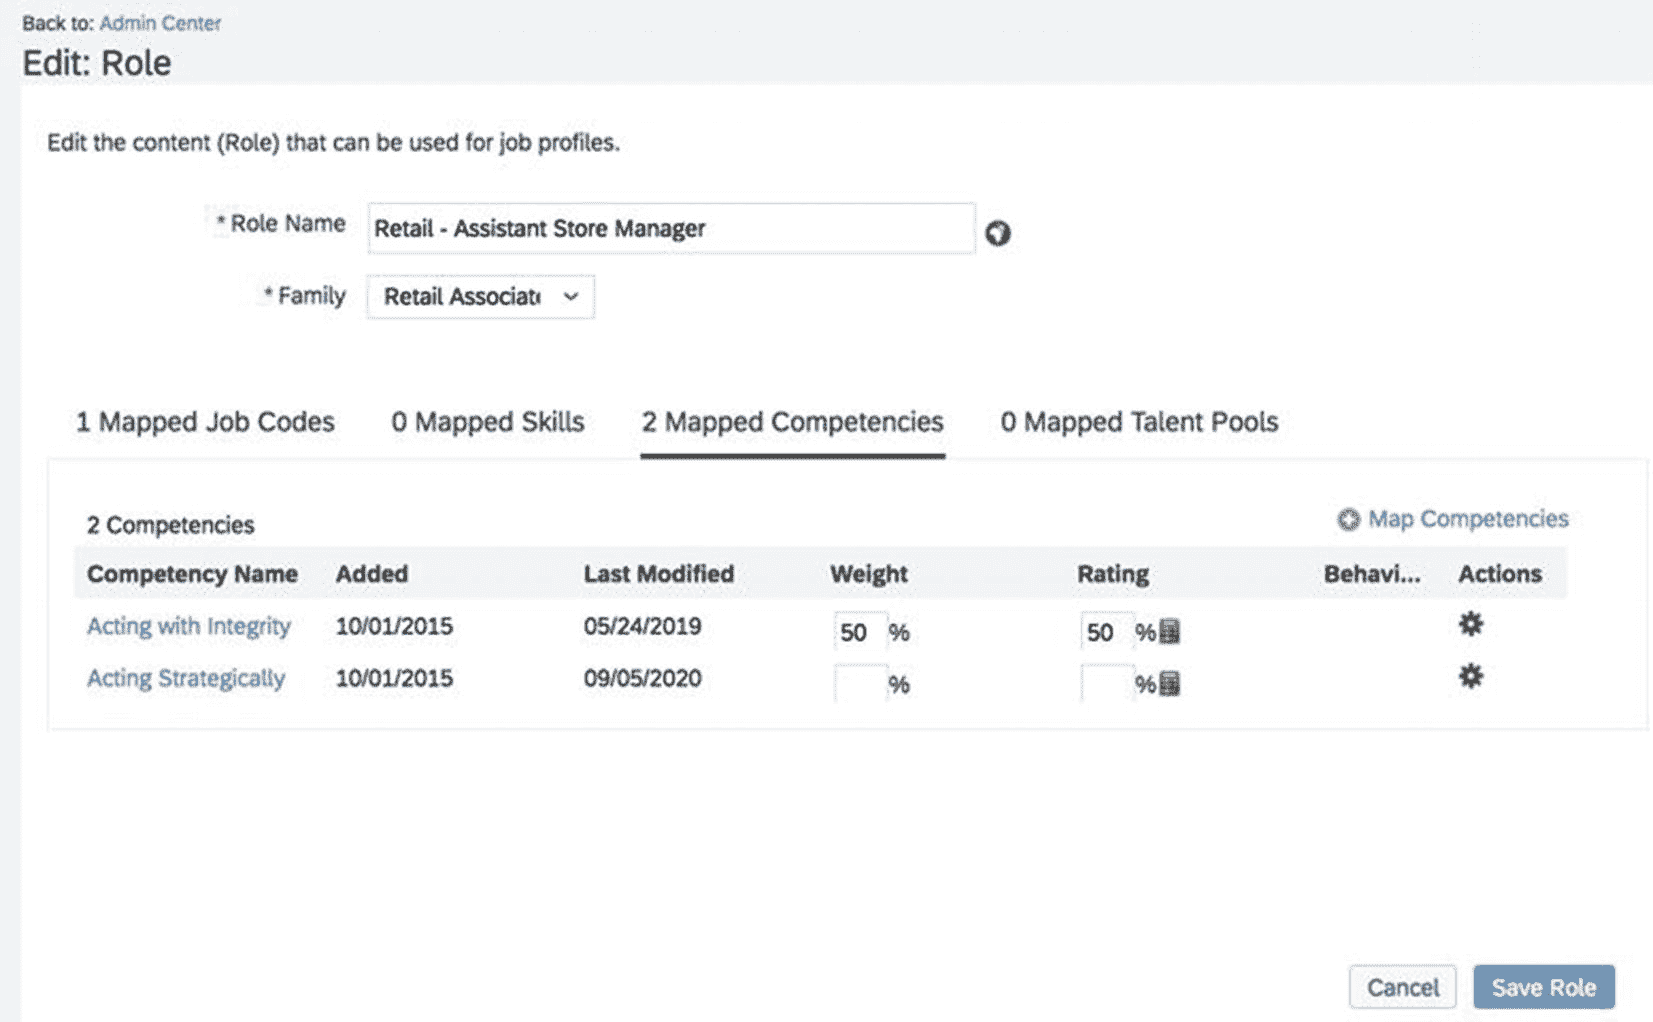 Back to: Admin Center
Edit: Role
Edit the content (Role) that can be used for job profiles.
* Role Name Retail - Assistant Store Manager
* Family Retail Associat
1 Mapped Job Codes 0 Mapped Skills 2 Mapped Competencies 0 Mapped Talent Pools
2 Competencies Map Competencies
Competency Name Added Last Modified Weight Rating Behavi... Actions
Acting with Integrity 10/01/2015 05/24/2019 50 % 50 %
Acting Strategically 10/01/2015 09/05/2020 % %
Cancel Save Role